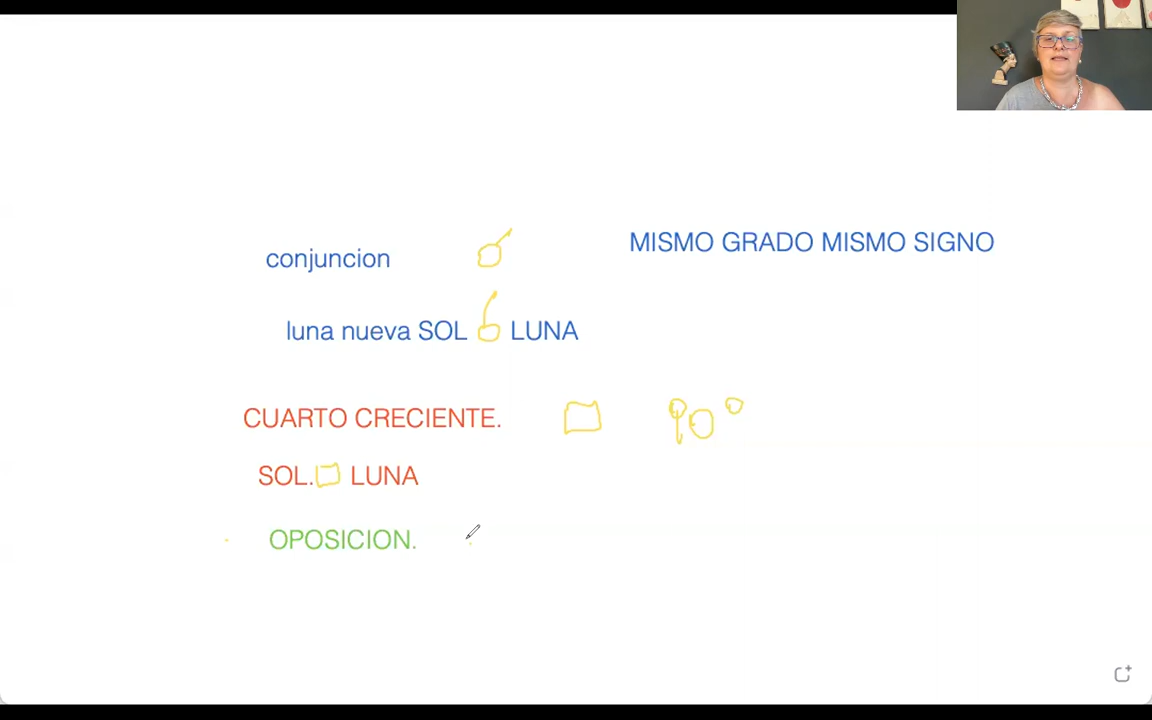 conjuncion
MISMO GRADO MISMO SIGNO
luna nueva SOL ☌ LUNA
CUARTO CRECIENTE. □ 90°
SOL.□ LUNA
OPOSICION.